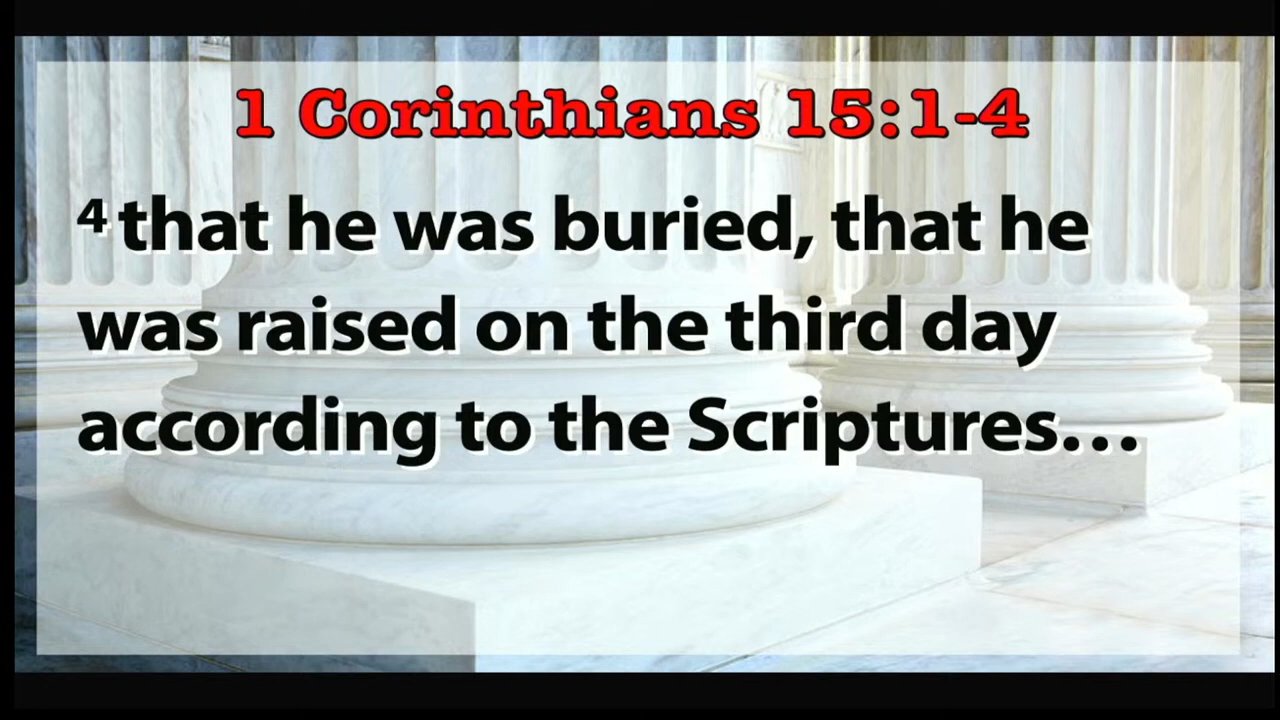 1 Corinthians 15:1-4
4 that he was buried, that he
was raised on the third day
according to the Scriptures…